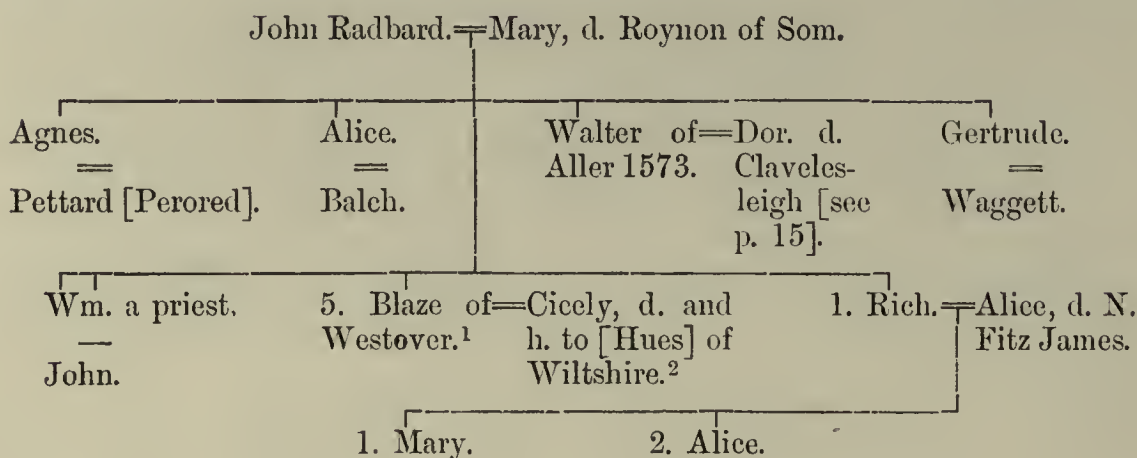 John Radbard.=Mary, d. Roynon of Som.
Agnes.
=
Pettard [Perored].
Alice.
=
Balch.
Walter of=Dor. d.
Aller 1573. Claveles-
leigh [see
p. 15].
Gertrude.
=
Waggett.
Wm. a priest.
—
John.
5. Blaze of=Cicely, d. and
Westover.¹ h. to [Hues] of
Wiltshire.²
1. Rich.=Alice, d. N.
Fitz James.
1. Mary. 2. Alice.